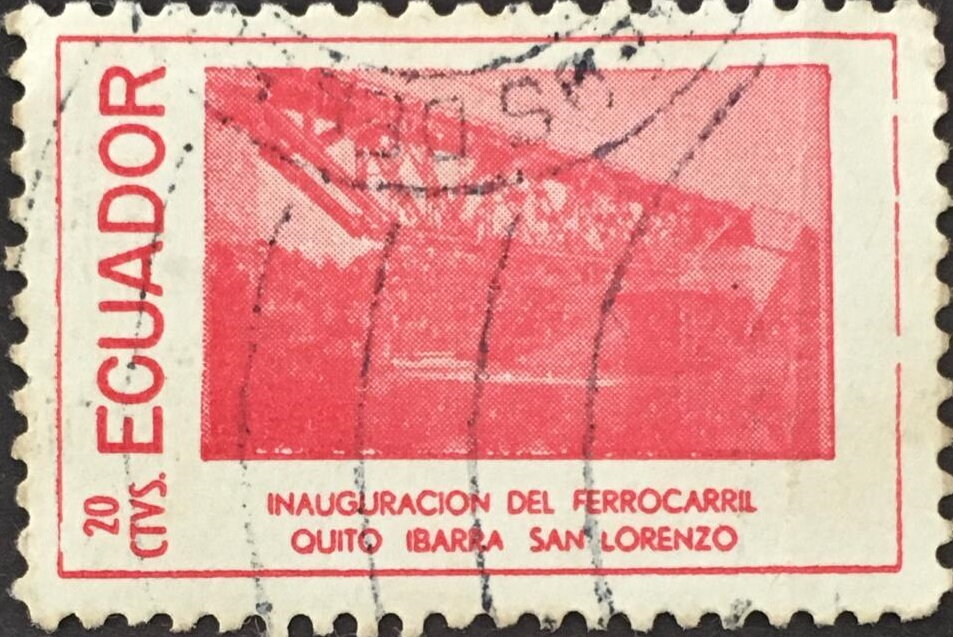 ECUADOR
20
CTVS.
INAUGURACION DEL FERROCARRIL
QUITO IBARRA SAN LORENZO